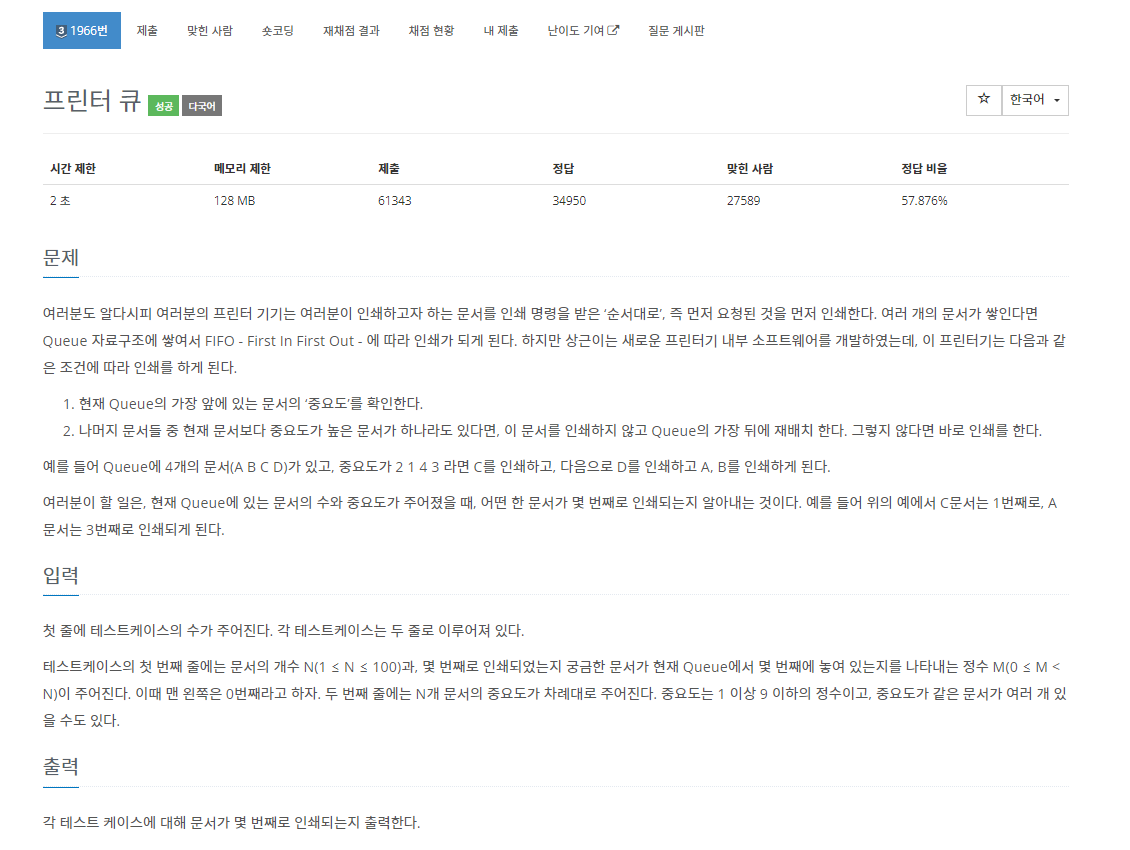 3 1966번 제출 맞힌 사람 숏코딩 재채점 결과 채점 현황 내 제출 난이도 기여 질문 게시판
프린터 큐 성공 다국어 ☆ 한국어
시간 제한 메모리 제한 제출 정답 맞힌 사람 정답 비율
2 초 128 MB 61343 34950 27589 57.876%
문제
여러분도 알다시피 여러분의 프린터 기기는 여러분이 인쇄하고자 하는 문서를 인쇄 명령을 받은 ‘순서대로’, 즉 먼저 요청된 것을 먼저 인쇄한다. 여러 개의 문서가 쌓인다면
Queue 자료구조에 쌓여서 FIFO - First In First Out - 에 따라 인쇄가 되게 된다. 하지만 상근이는 새로운 프린터기 내부 소프트웨어를 개발하였는데, 이 프린터기는 다음과 같
은 조건에 따라 인쇄를 하게 된다.
1. 현재 Queue의 가장 앞에 있는 문서의 ‘중요도’를 확인한다.
2. 나머지 문서들 중 현재 문서보다 중요도가 높은 문서가 하나라도 있다면, 이 문서를 인쇄하지 않고 Queue의 가장 뒤에 재배치 한다. 그렇지 않다면 바로 인쇄를 한다.
예를 들어 Queue에 4개의 문서(A B C D)가 있고, 중요도가 2 1 4 3 라면 C를 인쇄하고, 다음으로 D를 인쇄하고 A, B를 인쇄하게 된다.
여러분이 할 일은, 현재 Queue에 있는 문서의 수와 중요도가 주어졌을 때, 어떤 한 문서가 몇 번째로 인쇄되는지 알아내는 것이다. 예를 들어 위의 예에서 C문서는 1번째로, A
문서는 3번째로 인쇄되게 된다.
입력
첫 줄에 테스트케이스의 수가 주어진다. 각 테스트케이스는 두 줄로 이루어져 있다.
테스트케이스의 첫 번째 줄에는 문서의 개수 N(1 ≤ N ≤ 100)과, 몇 번째로 인쇄되었는지 궁금한 문서가 현재 Queue에서 몇 번째에 놓여 있는지를 나타내는 정수 M(0 ≤ M <
N)이 주어진다. 이때 맨 왼쪽은 0번째라고 하자. 두 번째 줄에는 N개 문서의 중요도가 차례대로 주어진다. 중요도는 1 이상 9 이하의 정수이고, 중요도가 같은 문서가 여러 개 있
을 수도 있다.
출력
각 테스트 케이스에 대해 문서가 몇 번째로 인쇄되는지 출력한다.